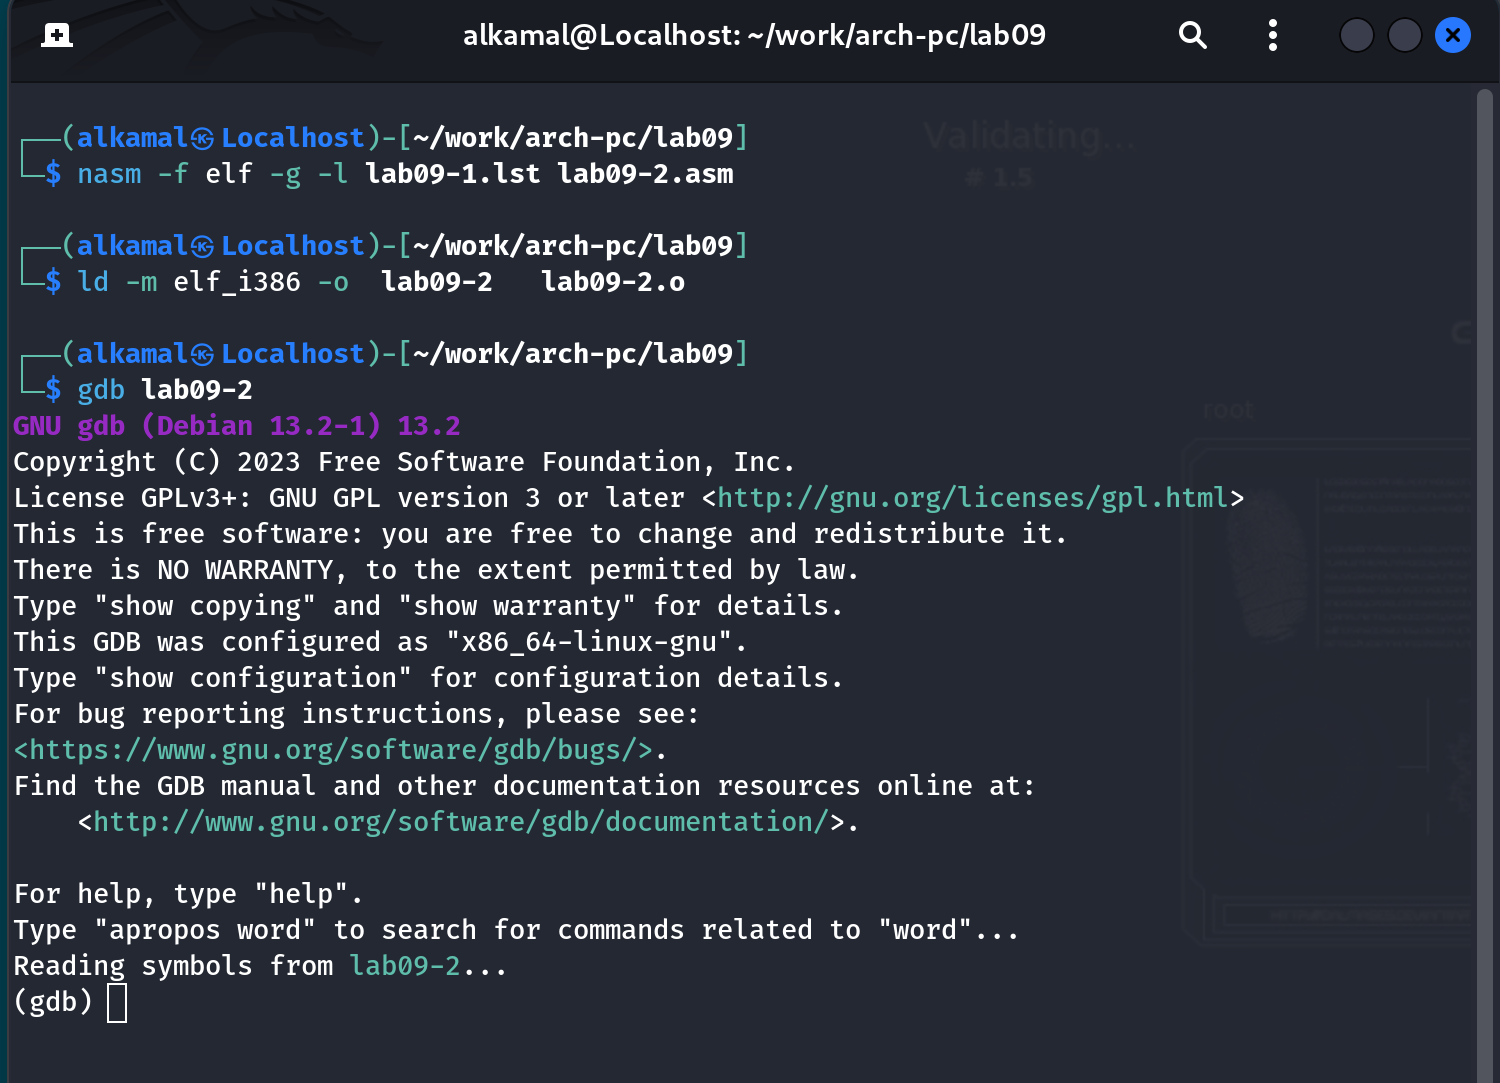 alkamal@Localhost: ~/work/arch-pc/lab09
Validating...
# 1.5
┌──(alkamal㉿Localhost)-[~/work/arch-pc/lab09]
└─$ nasm -f elf -g -l lab09-1.lst lab09-2.asm
┌──(alkamal㉿Localhost)-[~/work/arch-pc/lab09]
└─$ ld -m elf_i386 -o  lab09-2   lab09-2.o
┌──(alkamal㉿Localhost)-[~/work/arch-pc/lab09]
└─$ gdb lab09-2
root
GNU gdb (Debian 13.2-1) 13.2
Copyright (C) 2023 Free Software Foundation, Inc.
License GPLv3+: GNU GPL version 3 or later <http://gnu.org/licenses/gpl.html>
This is free software: you are free to change and redistribute it.
There is NO WARRANTY, to the extent permitted by law.
Type "show copying" and "show warranty" for details.
This GDB was configured as "x86_64-linux-gnu".
Type "show configuration" for configuration details.
For bug reporting instructions, please see:
<https://www.gnu.org/software/gdb/bugs/>.
Find the GDB manual and other documentation resources online at:
    <http://www.gnu.org/software/gdb/documentation/>.
For help, type "help".
Type "apropos word" to search for commands related to "word"...
Reading symbols from lab09-2...
(gdb)